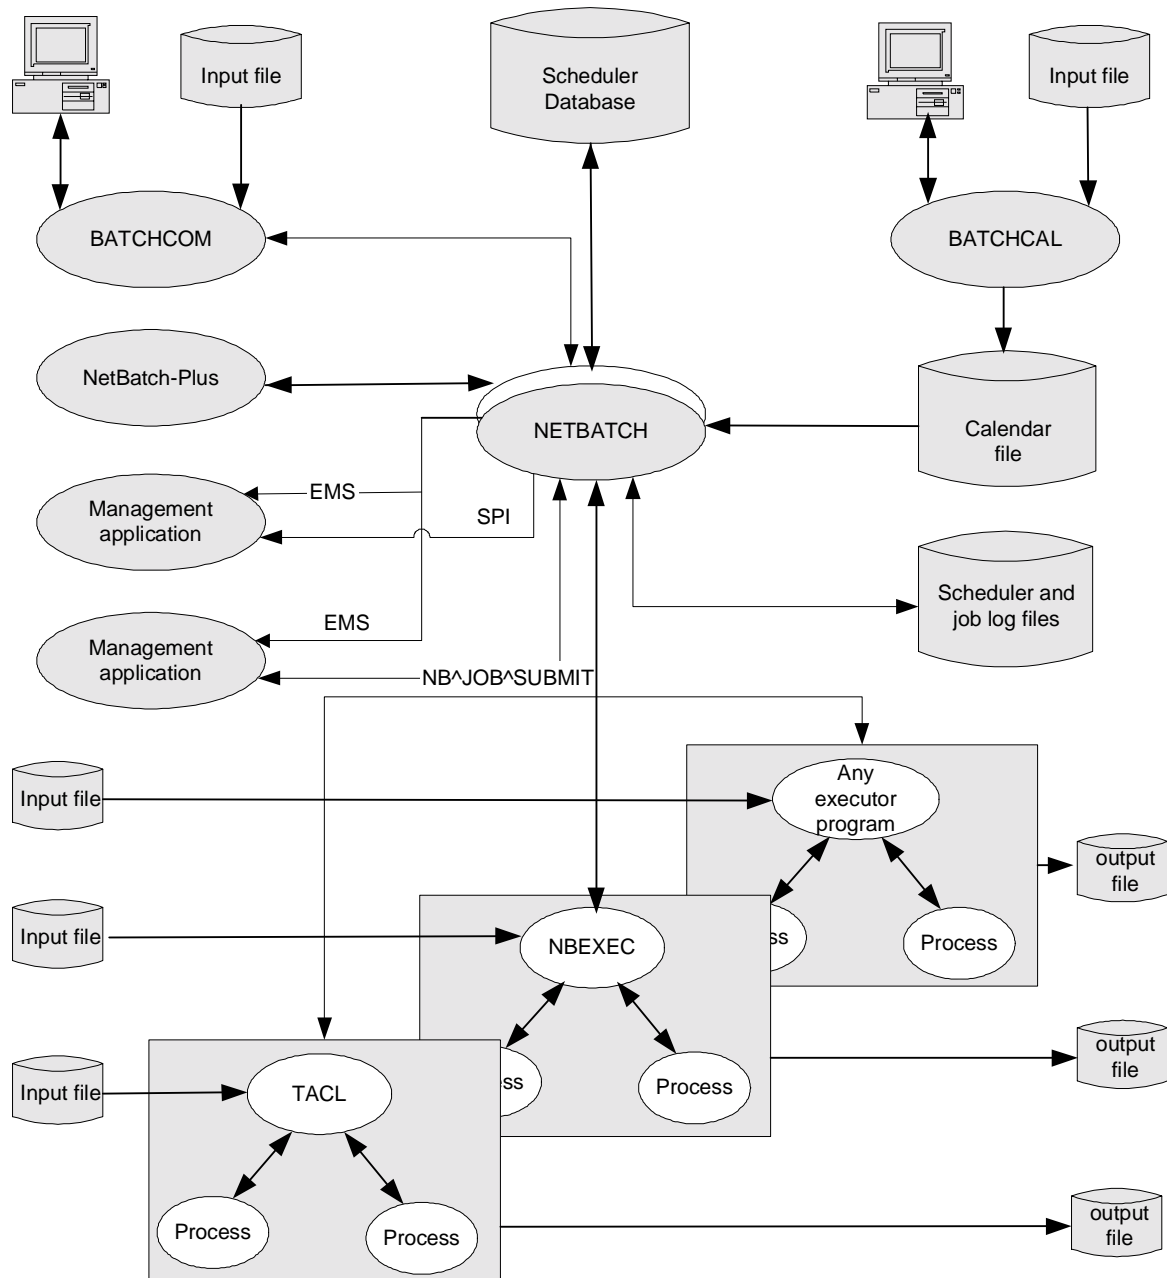 Input file
Scheduler
Database
Input file
BATCHCOM
BATCHCAL
NetBatch-Plus
NETBATCH
Calendar
file
EMS
Management
application
SPI
Scheduler and
job log files
EMS
Management
application
NB^JOB^SUBMIT
Any
executor
program
Input file
output
file
Input file
NBEXEC
ss
Process
output
file
Input file
TACL
ess
Process
Process
Process
output
file